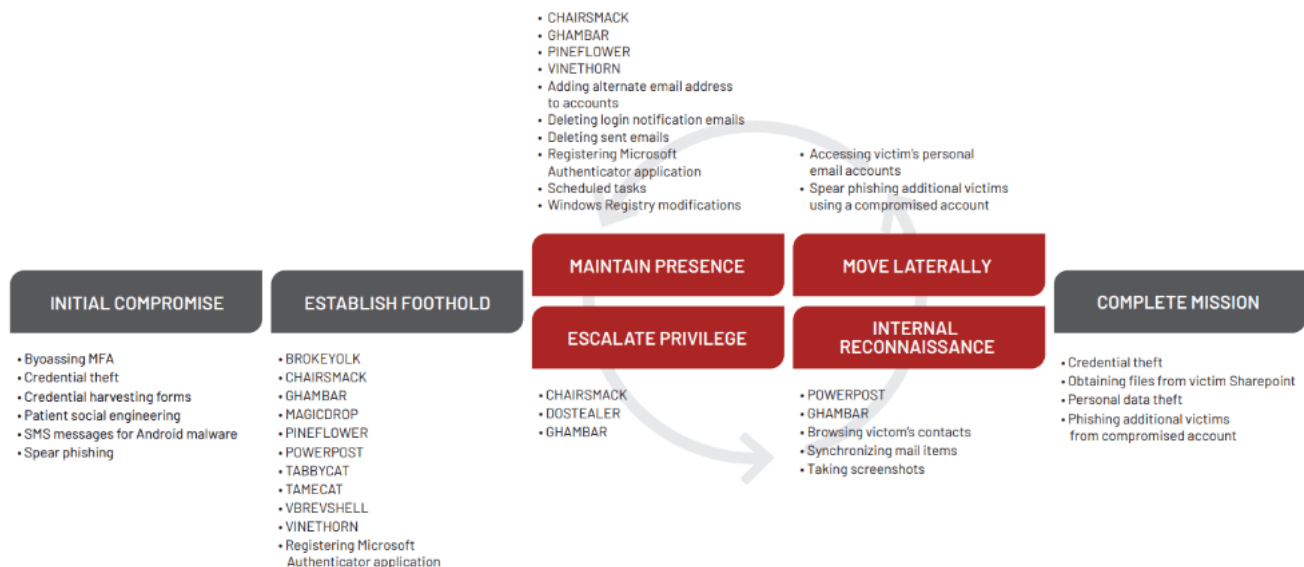 • CHAIRSMACK
• GHAMBAR
• PINEFLOWER
• VINETHORN
• Adding alternate email address
to accounts
• Deleting login notification emails
• Deleting sent emails
• Registering Microsoft
Authenticator application
• Scheduled tasks
• Windows Registry modifications
• Accessing victim's personal
email accounts
• Spear phishing additional victims
using a compromised account
MAINTAIN PRESENCE
MOVE LATERALLY
INITIAL COMPROMISE
ESTABLISH FOOTHOLD
COMPLETE MISSION
ESCALATE PRIVILEGE
INTERNAL
RECONNAISSANCE
• Byoassing MFA
• Credential theft
• Credential harvesting forms
• Patient social engineering
• SMS messages for Android malware
• Spear phishing
• BROKEYOLK
• CHAIRSMACK
• GHAMBAR
• MAGICDROP
• PINEFLOWER
• POWERPOST
• TABBYCAT
• TAMECAT
• VBREVSHELL
• VINETHORN
• Registering Microsoft
Authenticator application
• CHAIRSMACK
• DOSTEALER
• GHAMBAR
• POWERPOST
• GHAMBAR
• Browsing victom's contacts
• Synchronizing mail items
• Taking screenshots
• Credential theft
• Obtaining files from victim Sharepoint
• Personal data theft
• Phishing additional victims
from compromised account